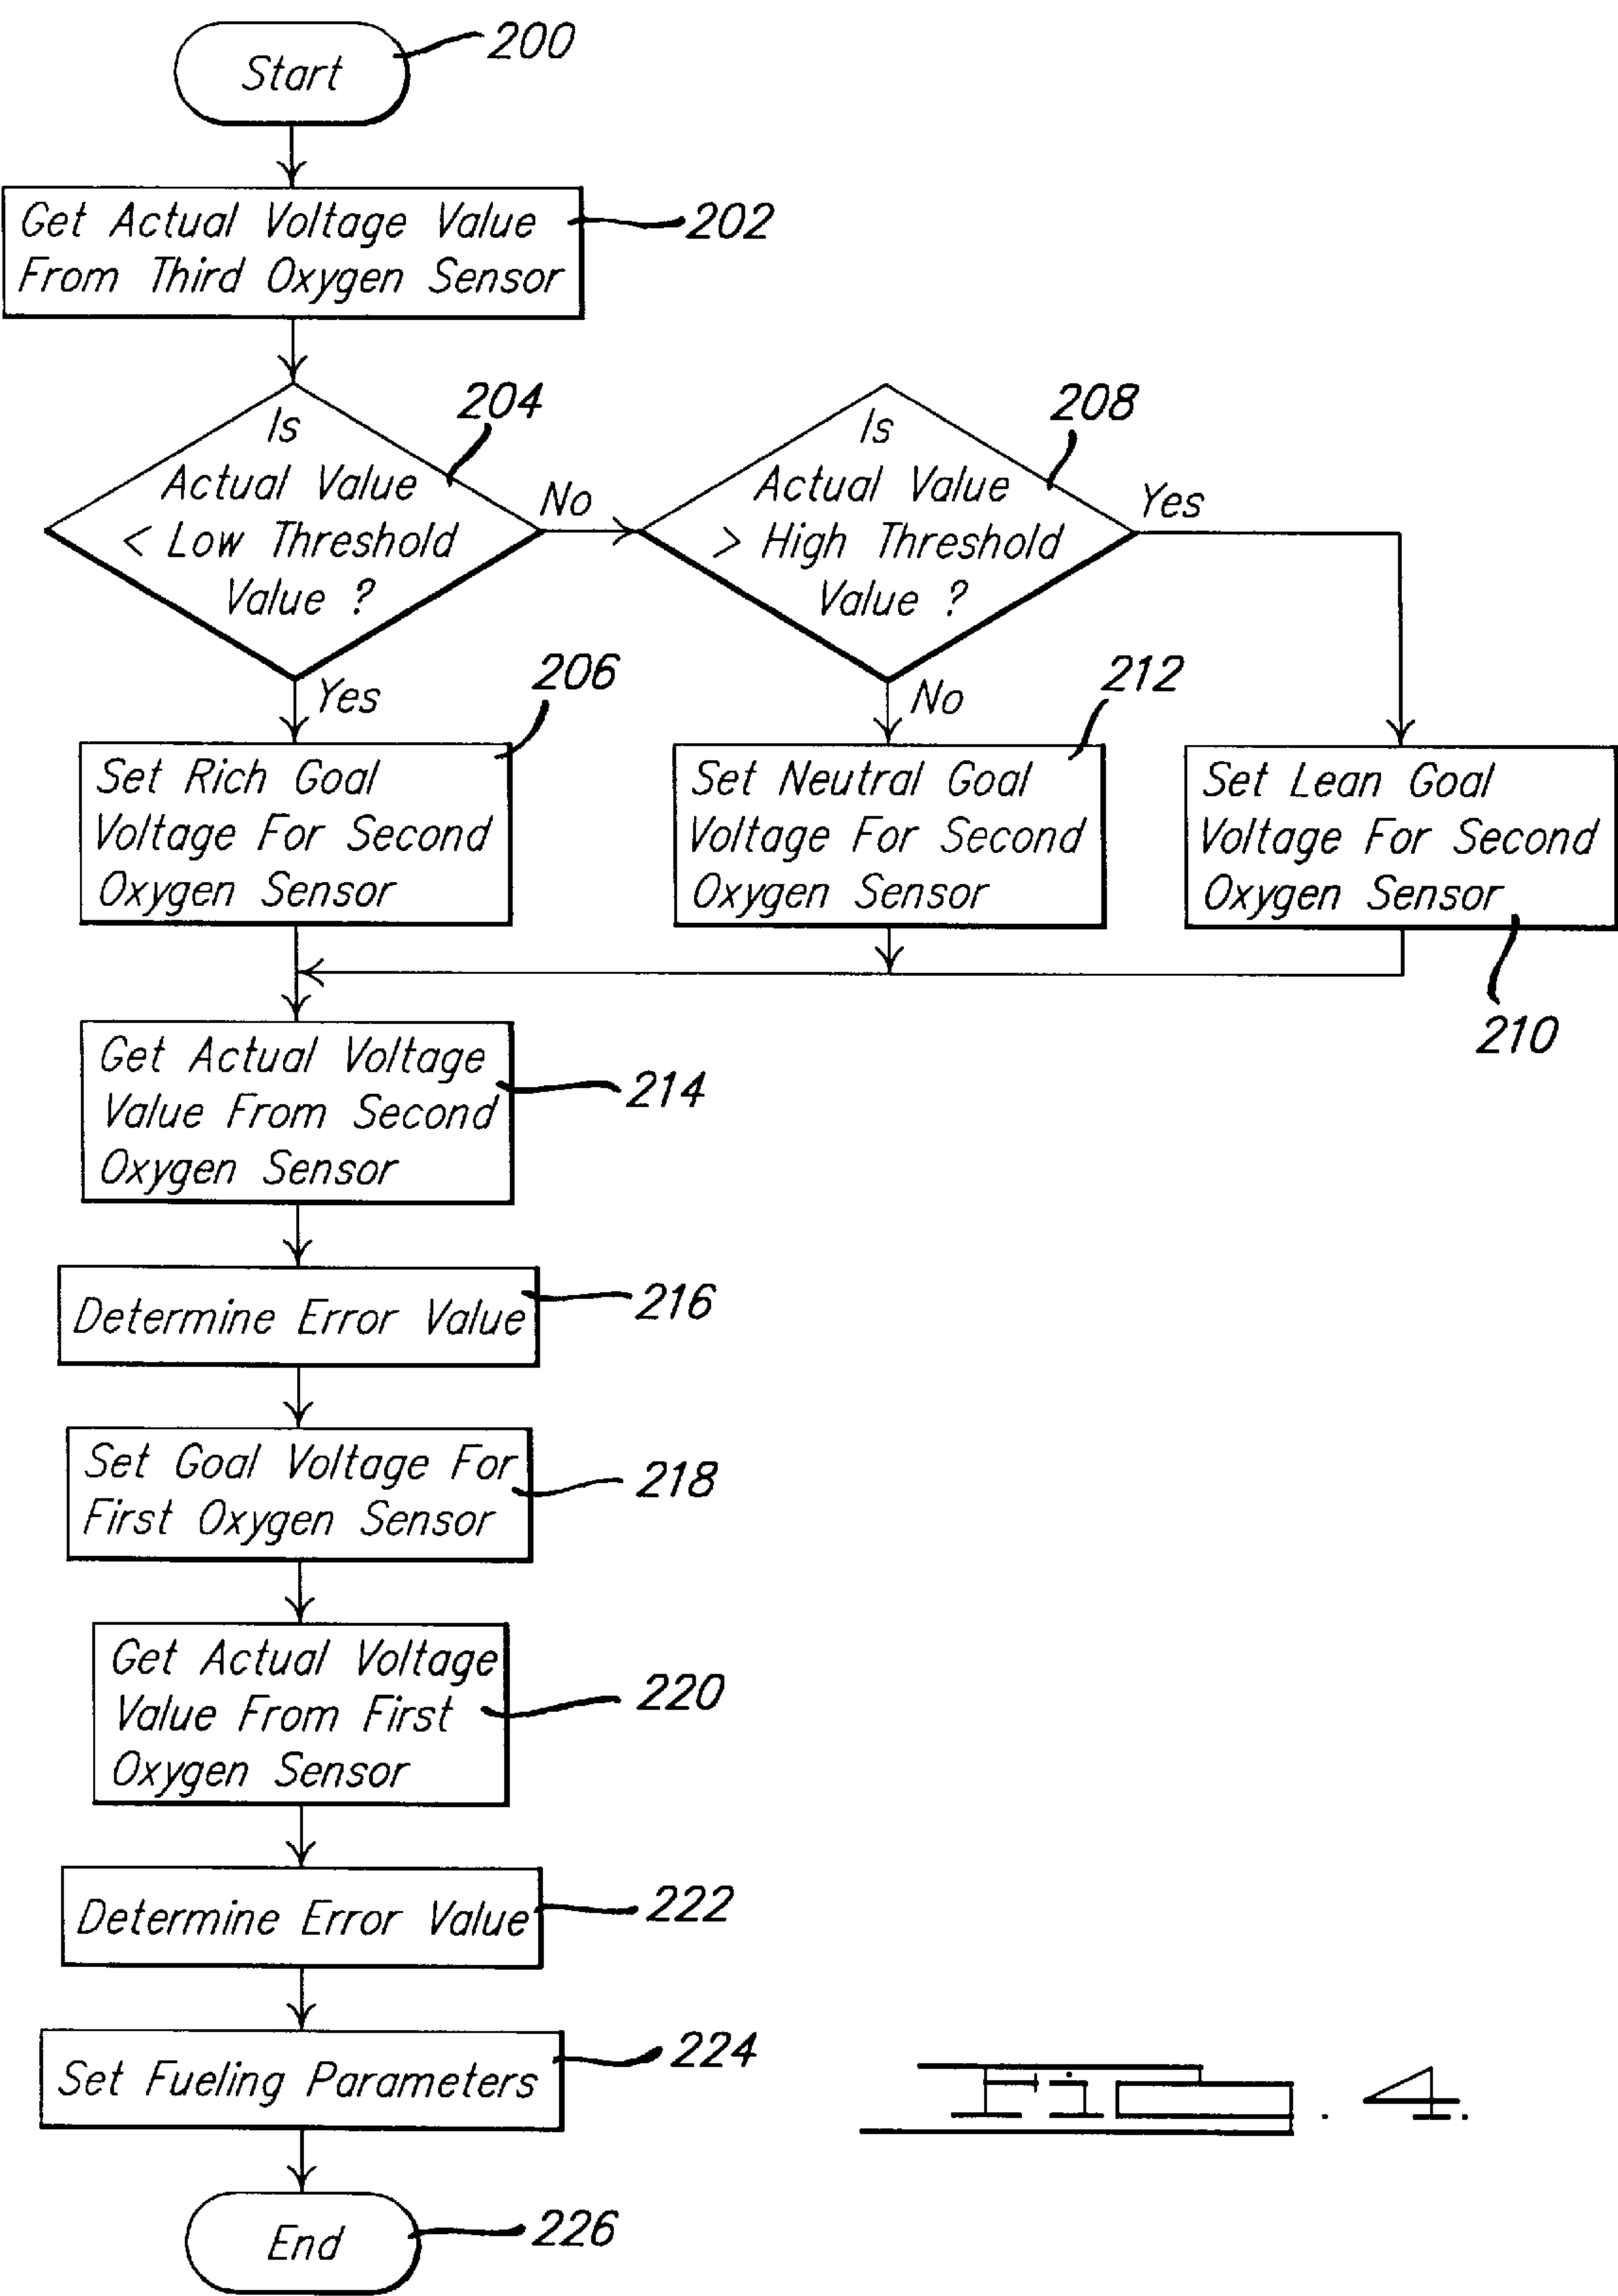 Start
200
Get Actual Voltage Value
From Third Oxygen Sensor
202
Is
Actual Value
< Low Threshold
Value ?
204
No
Yes
Is
Actual Value
> High Threshold
Value ?
208
Yes
No
Set Rich Goal
Voltage For Second
Oxygen Sensor
206
Set Neutral Goal
Voltage For Second
Oxygen Sensor
212
Set Lean Goal
Voltage For Second
Oxygen Sensor
210
Get Actual Voltage
Value From Second
Oxygen Sensor
214
Determine Error Value
216
Set Goal Voltage For
First Oxygen Sensor
218
Get Actual Voltage
Value From First
Oxygen Sensor
220
Determine Error Value
222
Set Fueling Parameters
224
End
226
Fig. 4.